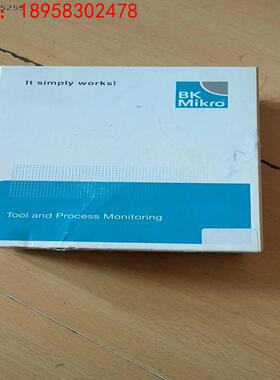 : 18958302478
It simply works!
BK
Mikro
Tool and Process Monitoring